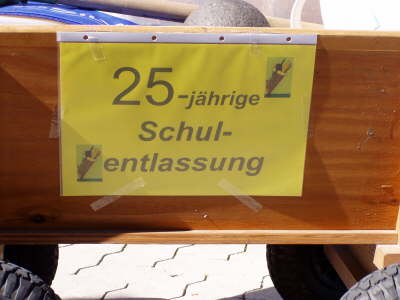 25-jährige
Schul-
entlassung